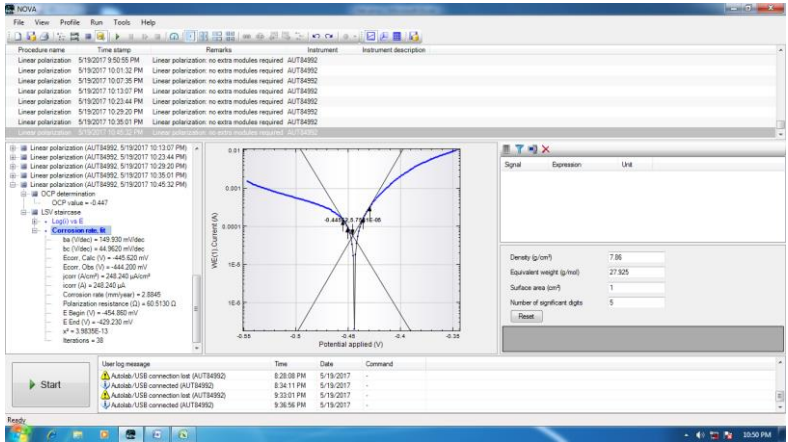 NOVA
File View Profile Run Tools Help
Procedure name Time stamp Remarks Instrument Instrument description
Linear polarization 5/19/2017 9:50:55 PM Linear polarization: no extra modules required AUT84992
Linear polarization 5/19/2017 10:01:32 PM Linear polarization: no extra modules required AUT84992
Linear polarization 5/19/2017 10:07:35 PM Linear polarization: no extra modules required AUT84992
Linear polarization 5/19/2017 10:13:07 PM Linear polarization: no extra modules required AUT84992
Linear polarization 5/19/2017 10:23:44 PM Linear polarization: no extra modules required AUT84992
Linear polarization 5/19/2017 10:29:20 PM Linear polarization: no extra modules required AUT84992
Linear polarization 5/19/2017 10:35:01 PM Linear polarization: no extra modules required AUT84992
Linear polarization 5/19/2017 10:45:32 PM Linear polarization: no extra modules required AUT84992
Linear polarization (AUT84992, 5/19/2017 10:13:07 PM)
Linear polarization (AUT84992, 5/19/2017 10:23:44 PM)
Linear polarization (AUT84992, 5/19/2017 10:29:20 PM)
Linear polarization (AUT84992, 5/19/2017 10:35:01 PM)
Linear polarization (AUT84992, 5/19/2017 10:45:32 PM)
OCP determination
OCP value = -0.447
LSV staircase
Log(i) vs E
Corrosion rate, fit
ba (V/dec) = 149.930 mV/dec
bc (V/dec) = 44.9620 mV/dec
Ecorr, Calc (V) = -445.620 mV
Ecorr, Obs (V) = -444.200 mV
jcorr (A/cm²) = 248.240 µA/cm²
icorr (A) = 248.240 µA
Corrosion rate (mm/year) = 2.8845
Polarization resistance (Ω) = 60.5130 Ω
E Begin (V) = -454.860 mV
E End (V) = -429.230 mV
χ² = 3.9835E-13
Iterations = 38
WE(1).Current (A)
0.01
0.001
0.0001
1E-5
1E-6
-0.55 -0.5 -0.45 -0.4 -0.35
Potential applied (V)
Signal Expression Unit
Density (g/cm³) 7.86
Equivalent weight (g/mol) 27.925
Surface area (cm²) 1
Number of significant digits 5
Reset
Start
User log message Time Date Command
Autolab/USB connection lost (AUT84992) 8:28:08 PM 5/19/2017 -
Autolab/USB connected (AUT84992) 8:34:11 PM 5/19/2017 -
Autolab/USB connection lost (AUT84992) 9:33:01 PM 5/19/2017 -
Autolab/USB connected (AUT84992) 9:36:56 PM 5/19/2017 -
Ready
10:50 PM